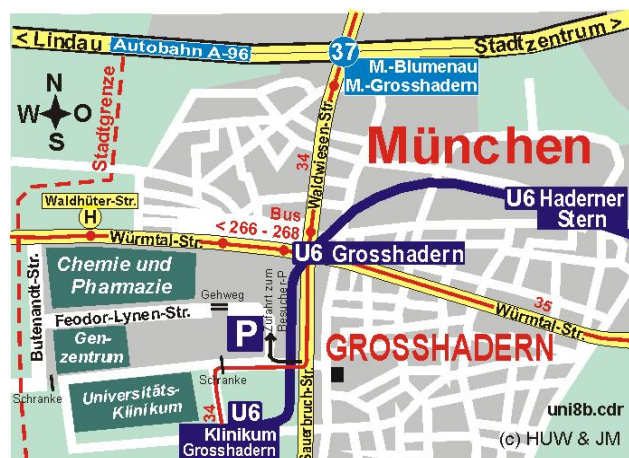 < Lindau
Autobahn A-96
37
Stadtzentrum >
M.-Blumenau
M.-Grosshadern
N
W O
S
Stadtgrenze
34
Waldwiesen-Str.
München
Waldhüter-Str.
H
Bus
< 266 - 268
U6 Haderner
Stern
Würmtal-Str.
U6 Grosshadern
Chemie und
Pharmazie
Butenandt-Str.
Gehweg
Zufahrt zum
Besucher-P
35
Würmtal-Str.
Feodor-Lynen-Str.
P
Gen-
zentrum
GROSSHADERN
Schranke
Schranke
Universitäts-
Klinikum
34
U6
Klinikum
Grosshadern
Sauerbruch-Str.
uni8b.cdr
(c) HUW & JM